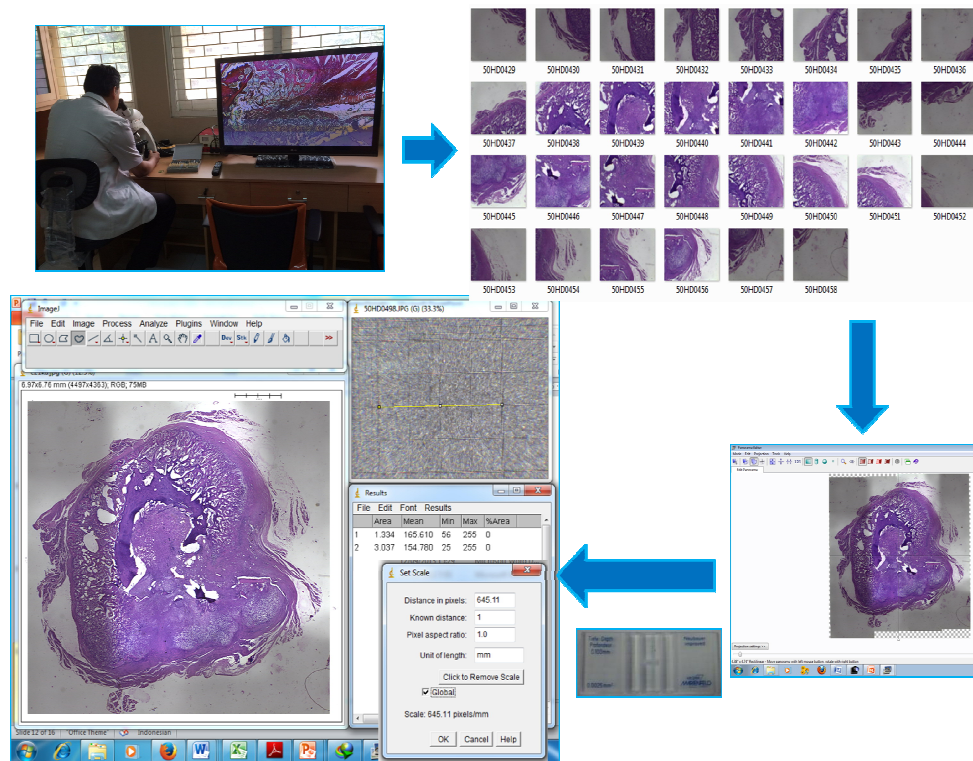 50HD0429 50HD0430 50HD0431 50HD0432 50HD0433 50HD0434 50HD0435 50HD0436
50HD0437 50HD0438 50HD0439 50HD0440 50HD0441 50HD0442 50HD0443 50HD0444
50HD0445 50HD0446 50HD0447 50HD0448 50HD0449 50HD0450 50HD0451 50HD0452
50HD0453 50HD0454 50HD0455 50HD0456 50HD0457 50HD0458
ImageJ
File Edit Image Process Analyze Plugins Window Help
Dev Stk >>
6.97x6.76 mm (4497x4363); RGB; 75MB
50HD0498.JPG (G) (33.3%)
Results
File Edit Font Results
Area Mean Min Max %Area
1 1.334 165.610 56 255 0
2 3.037 154.780 25 255 0
Set Scale
Distance in pixels: 645.11
Known distance: 1
Pixel aspect ratio: 1.0
Unit of length: mm
Click to Remove Scale
Global
Scale: 645.11 pixels/mm
OK Cancel Help
Slide 12 of 16 "Office Theme" Indonesian
Edit Panorama